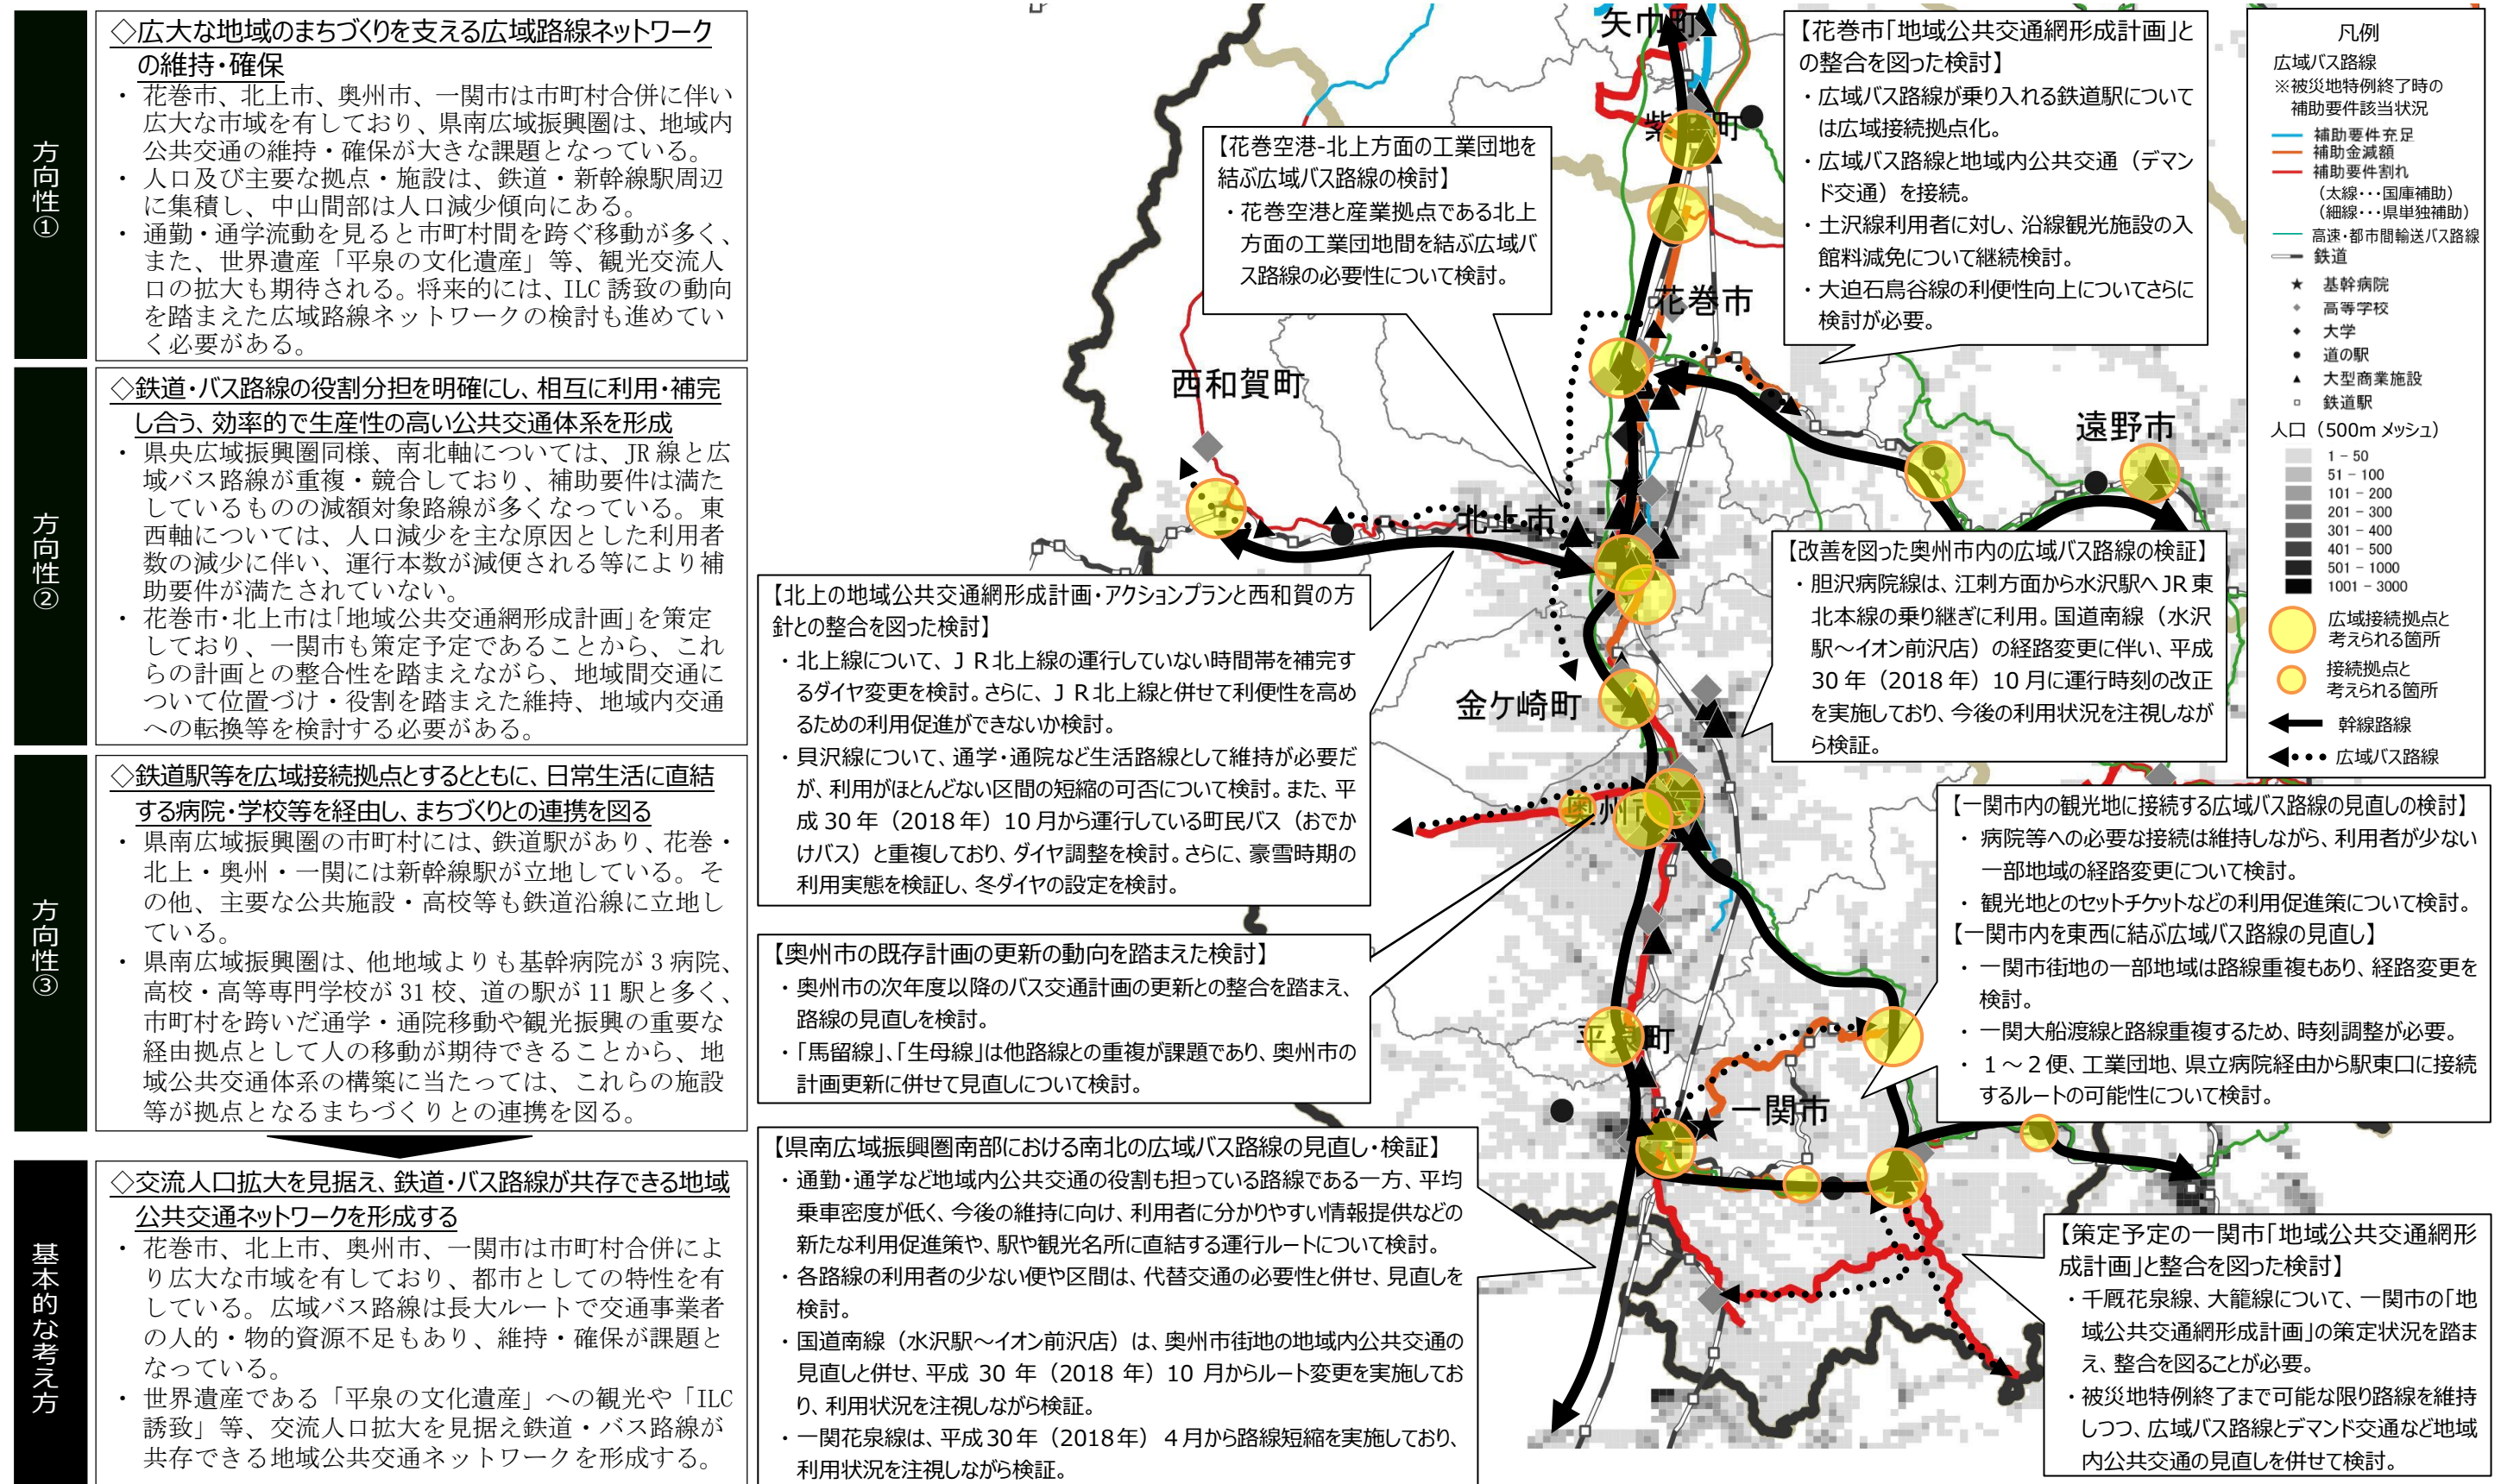 方向性①
◇広大な地域のまちづくりを支える広域路線ネットワーク
の維持・確保
・ 花巻市、北上市、奥州市、一関市は市町村合併に伴い
広大な市域を有しており、県南広域振興圏は、地域内
公共交通の維持・確保が大きな課題となっている。
・ 人口及び主要な拠点・施設は、鉄道・新幹線駅周辺
に集積し、中山間部は人口減少傾向にある。
・ 通勤・通学流動を見ると市町村間を跨ぐ移動が多く、
また、世界遺産「平泉の文化遺産」等、観光交流人
口の拡大も期待される。将来的には、ILC 誘致の動向
を踏まえた広域路線ネットワークの検討も進めてい
く必要がある。
方向性②
◇鉄道・バス路線の役割分担を明確にし、相互に利用・補完
し合う、効率的で生産性の高い公共交通体系を形成
・ 県央広域振興圏同様、南北軸については、JR 線と広
域バス路線が重複・競合しており、補助要件は満た
しているものの減額対象路線が多くなっている。東
西軸については、人口減少を主な原因とした利用者
数の減少に伴い、運行本数が減便される等により補
助要件が満たされていない。
・ 花巻市・北上市は「地域公共交通網形成計画」を策定
しており、一関市も策定予定であることから、これ
らの計画との整合性を踏まえながら、地域間交通に
ついて位置づけ・役割を踏まえた維持、地域内交通
への転換等を検討する必要がある。
方向性③
◇鉄道駅等を広域接続拠点とするとともに、日常生活に直結
する病院・学校等を経由し、まちづくりとの連携を図る
・ 県南広域振興圏の市町村には、鉄道駅があり、花巻・
北上・奥州・一関には新幹線駅が立地している。そ
の他、主要な公共施設・高校等も鉄道沿線に立地し
ている。
・ 県南広域振興圏は、他地域よりも基幹病院が 3 病院、
高校・高等専門学校が 31 校、道の駅が 11 駅と多く、
市町村を跨いだ通学・通院移動や観光振興の重要な
経由拠点として人の移動が期待できることから、地
域公共交通体系の構築に当たっては、これらの施設
等が拠点となるまちづくりとの連携を図る。
基本的な考え方
◇交流人口拡大を見据え、鉄道・バス路線が共存できる地域
公共交通ネットワークを形成する
・ 花巻市、北上市、奥州市、一関市は市町村合併によ
り広大な市域を有しており、都市としての特性を有
している。広域バス路線は長大ルートで交通事業者
の人的・物的資源不足もあり、維持・確保が課題と
なっている。
・ 世界遺産である「平泉の文化遺産」への観光や「ILC
誘致」等、交流人口拡大を見据え鉄道・バス路線が
共存できる地域公共交通ネットワークを形成する。
矢巾町
紫波町
花巻市
西和賀町
遠野市
北上市
金ケ崎町
奥州市
平泉町
一関市
【花巻空港-北上方面の工業団地を
結ぶ広域バス路線の検討】
・花巻空港と産業拠点である北上
方面の工業団地間を結ぶ広域バ
ス路線の必要性について検討。
【花巻市「地域公共交通網形成計画」と
の整合を図った検討】
・広域バス路線が乗り入れる鉄道駅については
は広域接続拠点化。
・広域バス路線と地域内公共交通（デマン
ド交通）を接続。
・土沢線利用者に対し、沿線観光施設の入
館料減免について継続検討。
・大迫石鳥谷線の利便性向上についてさらに
検討が必要。
【北上の地域公共交通網形成計画・アクションプランと西和賀の方
針との整合を図った検討】
・北上線について、ＪＲ北上線の運行していない時間帯を補完す
るダイヤ変更を検討。さらに、ＪＲ北上線と併せて利便性を高め
るための利用促進ができないか検討。
・貝沢線について、通学・通院など生活路線として維持が必要だ
が、利用がほとんどない区間の短縮の可否について検討。また、平
成 30 年（2018 年）10 月から運行している町民バス（おでか
けバス）と重複しており、ダイヤ調整を検討。さらに、豪雪時期の
利用実態を検証し、冬ダイヤの設定を検討。
【改善を図った奥州市内の広域バス路線の検証】
・胆沢病院線は、江刺方面から水沢駅へ JR 東
北本線の乗り継ぎに利用。国道南線（水沢
駅～イオン前沢店）の経路変更に伴い、平成
30 年（2018 年）10 月に運行時刻の改正
を実施しており、今後の利用状況を注視しなが
ら検証。
【奥州市の既存計画の更新の動向を踏まえた検討】
・奥州市の次年度以降のバス交通計画の更新との整合を踏まえ、
路線の見直しを検討。
・「馬留線」、「生母線」は他路線との重複が課題であり、奥州市の
計画更新に併せて見直しについて検討。
【一関市内の観光地に接続する広域バス路線の見直しの検討】
・ 病院等への必要な接続は維持しながら、利用者が少ない
一部地域の経路変更について検討。
・ 観光地とのセットチケットなどの利用促進策について検討。
【一関市内を東西に結ぶ広域バス路線の見直し】
・ 一関市街地の一部地域は路線重複もあり、経路変更を
検討。
・ 一関大船渡線と路線重複するため、時刻調整が必要。
・ １～２便、工業団地、県立病院経由から駅東口に接続
するルートの可能性について検討。
【県南広域振興圏南部における南北の広域バス路線の見直し・検証】
・通勤・通学など地域内公共交通の役割も担っている路線である一方、平均
乗車密度が低く、今後の維持に向け、利用者に分かりやすい情報提供などの
新たな利用促進策や、駅や観光名所に直結する運行ルートについて検討。
・各路線の利用者の少ない便や区間は、代替交通の必要性と併せ、見直しを
検討。
・国道南線（水沢駅～イオン前沢店）は、奥州市街地の地域内公共交通の
見直しと併せ、平成 30 年（2018 年）10 月からルート変更を実施してお
り、利用状況を注視しながら検証。
・一関花泉線は、平成30年（2018年）４月から路線短縮を実施しており、
利用状況を注視しながら検証。
【策定予定の一関市「地域公共交通網形
成計画」と整合を図った検討】
・千厩花泉線、大籠線について、一関市の「地
域公共交通網形成計画」の策定状況を踏ま
え、整合を図ることが必要。
・被災地特例終了まで可能な限り路線を維持
しつつ、広域バス路線とデマンド交通など地域
内公共交通の見直しを併せて検討。
凡例
広域バス路線
※被災地特例終了時の
補助要件該当状況
補助要件充足
補助金減額
補助要件割れ
（太線・・・国庫補助）
（細線・・・県単独補助）
高速・都市間輸送バス路線
鉄道
基幹病院
高等学校
大学
道の駅
大型商業施設
鉄道駅
人口（500m メッシュ）
1 - 50
51 - 100
101 - 200
201 - 300
301 - 400
401 - 500
501 - 1000
1001 - 3000
広域接続拠点と
考えられる箇所
接続拠点と
考えられる箇所
幹線路線
広域バス路線